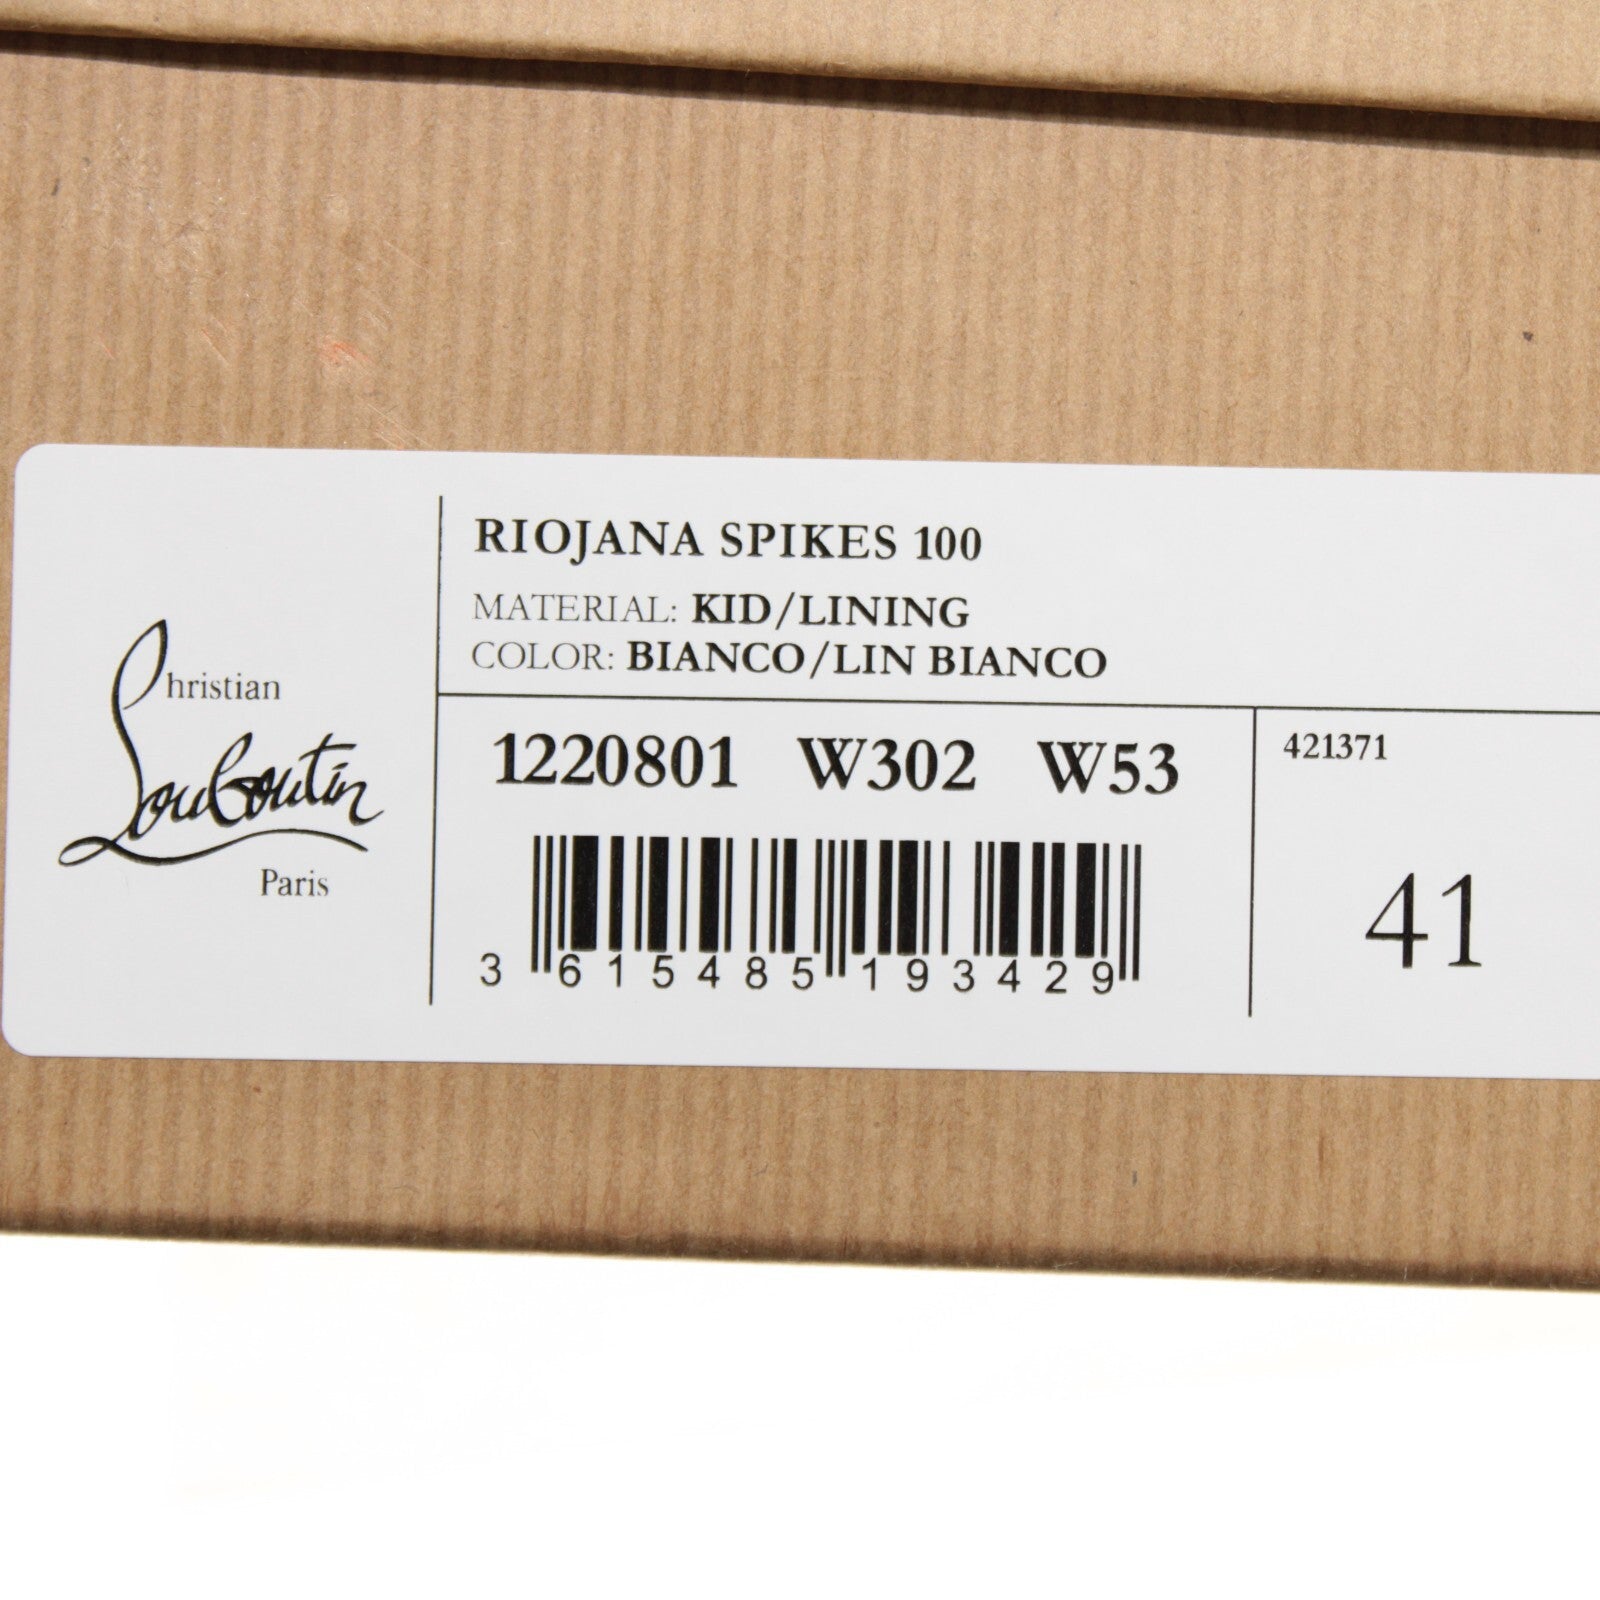 Christian
Louboutin
Paris
RIOJANA SPIKES 100
MATERIAL: KID/LINING
COLOR: BIANCO/LIN BIANCO
1220801 W302 W53
3 615485 193429
421371
41